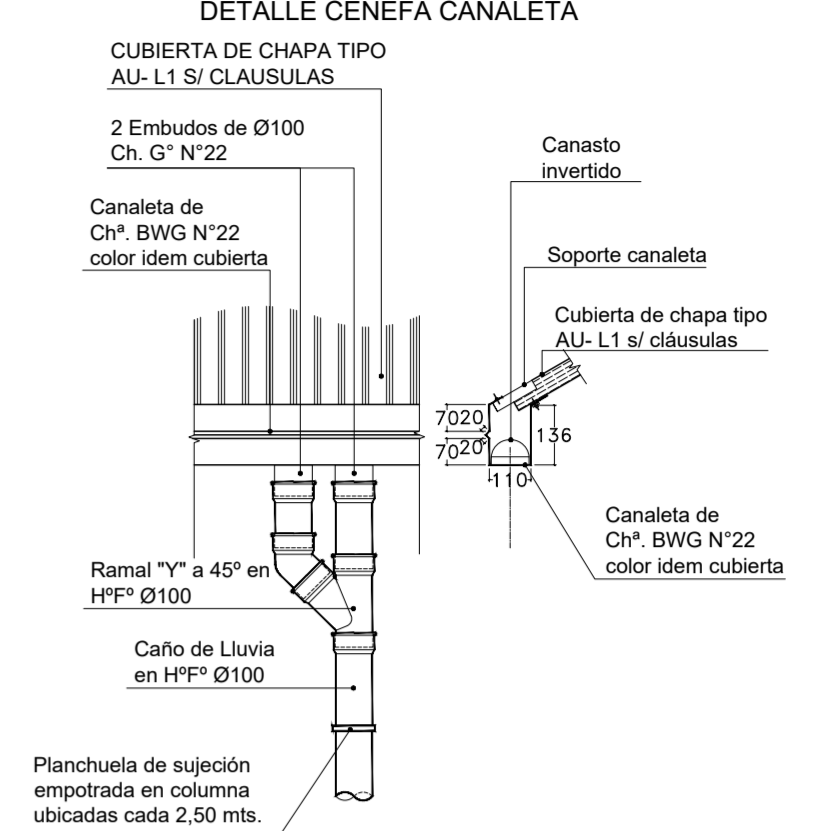 DETALLE CENEFA CANALETA
CUBIERTA DE CHAPA TIPO
AU- L1 S/ CLAUSULAS
2 Embudos de Ø100
Ch. G° N°22
Canaleta de
Chª. BWG N°22
color idem cubierta
Canasto
invertido
Soporte canaleta
Cubierta de chapa tipo
AU- L1 s/ cláusulas
70
20
70
20
136
110
Canaleta de
Chª. BWG N°22
color idem cubierta
Ramal "Y" a 45º en
HºFº Ø100
Caño de Lluvia
en HºFº Ø100
Planchuela de sujeción
empotrada en columna
ubicadas cada 2,50 mts.